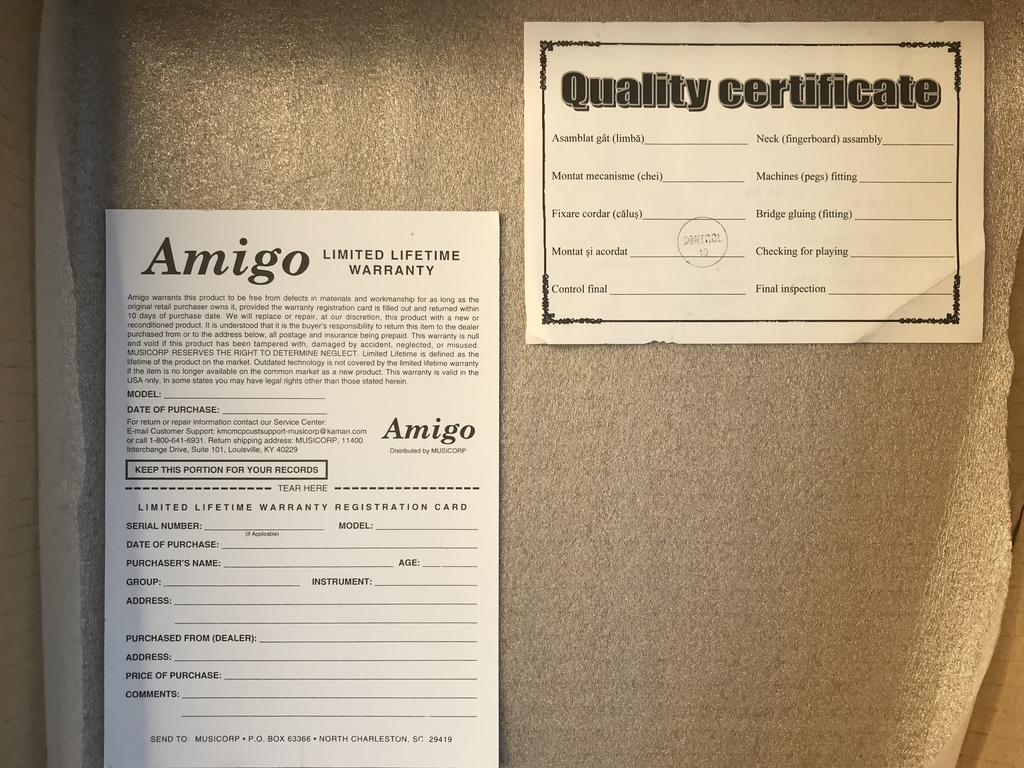 Amigo LIMITED LIFETIME
WARRANTY
Amigo warrants this product to be free from defects in materials and workmanship for as long as the
original retail purchaser owns it, provided the warranty registration card is filled out and returned within
10 days of purchase date. We will replace or repair, at our discretion, this product with a new or
reconditioned product. It is understood that it is the buyer's responsibility to return this item to the dealer
purchased from or to the address below, all postage and insurance being prepaid. This warranty is null
and void if this product has been tampered with, damaged by accident, neglected, or misused.
MUSICORP RESERVES THE RIGHT TO DETERMINE NEGLECT. Limited Lifetime is defined as the
lifetime of the product on the market. Outdated technology is not covered by the limited lifetime warranty
if the item is no longer available on the common market as a new product. This warranty is valid in the
USA only. In some states you may have legal rights other than those stated herein.
MODEL:
DATE OF PURCHASE:
For return or repair information contact our Service Center:
E-mail Customer Support: kmcmcpcustsupport-musicorp@kaman.com
or call 1-800-641-6931. Return shipping address: MUSICORP, 11400
Interchange Drive, Suite 101, Louisville, KY 40229
Amigo
Distributed by MUSICORP
KEEP THIS PORTION FOR YOUR RECORDS
TEAR HERE
LIMITED LIFETIME WARRANTY REGISTRATION CARD
SERIAL NUMBER: MODEL:
(If Applicable)
DATE OF PURCHASE:
PURCHASER'S NAME: AGE:
GROUP: INSTRUMENT:
ADDRESS:
PURCHASED FROM (DEALER):
ADDRESS:
PRICE OF PURCHASE:
COMMENTS:
SEND TO: MUSICORP • P.O. BOX 63366 • NORTH CHARLESTON, SC 29419
Quality certificate
Asamblat gât (limbă) Neck (fingerboard) assambly
Montat mecanisme (chei) Machines (pegs) fitting
Fixare cordar (căluş) Bridge gluing (fitting)
Montat şi acordat Checking for playing
CONTROL
10
Control final Final inspection